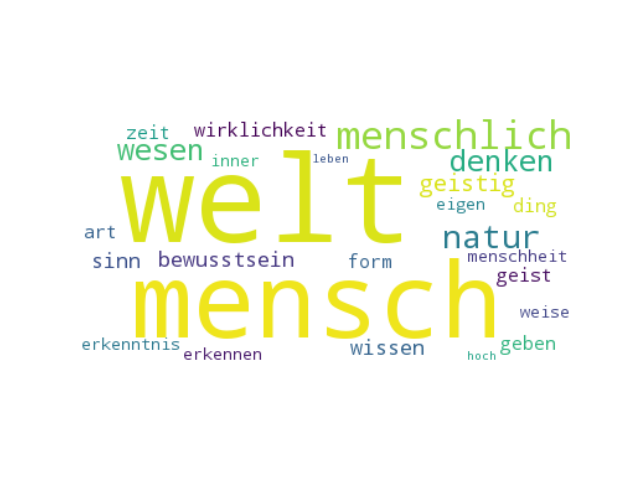 zeit wirklichkeit menschlich
wesen inner leben denken
welt geistig
eigen ding
art natur
sinn bewusstsein form menschheit
mensch geist
weise
erkenntnis erkennen wissen geben
hoch